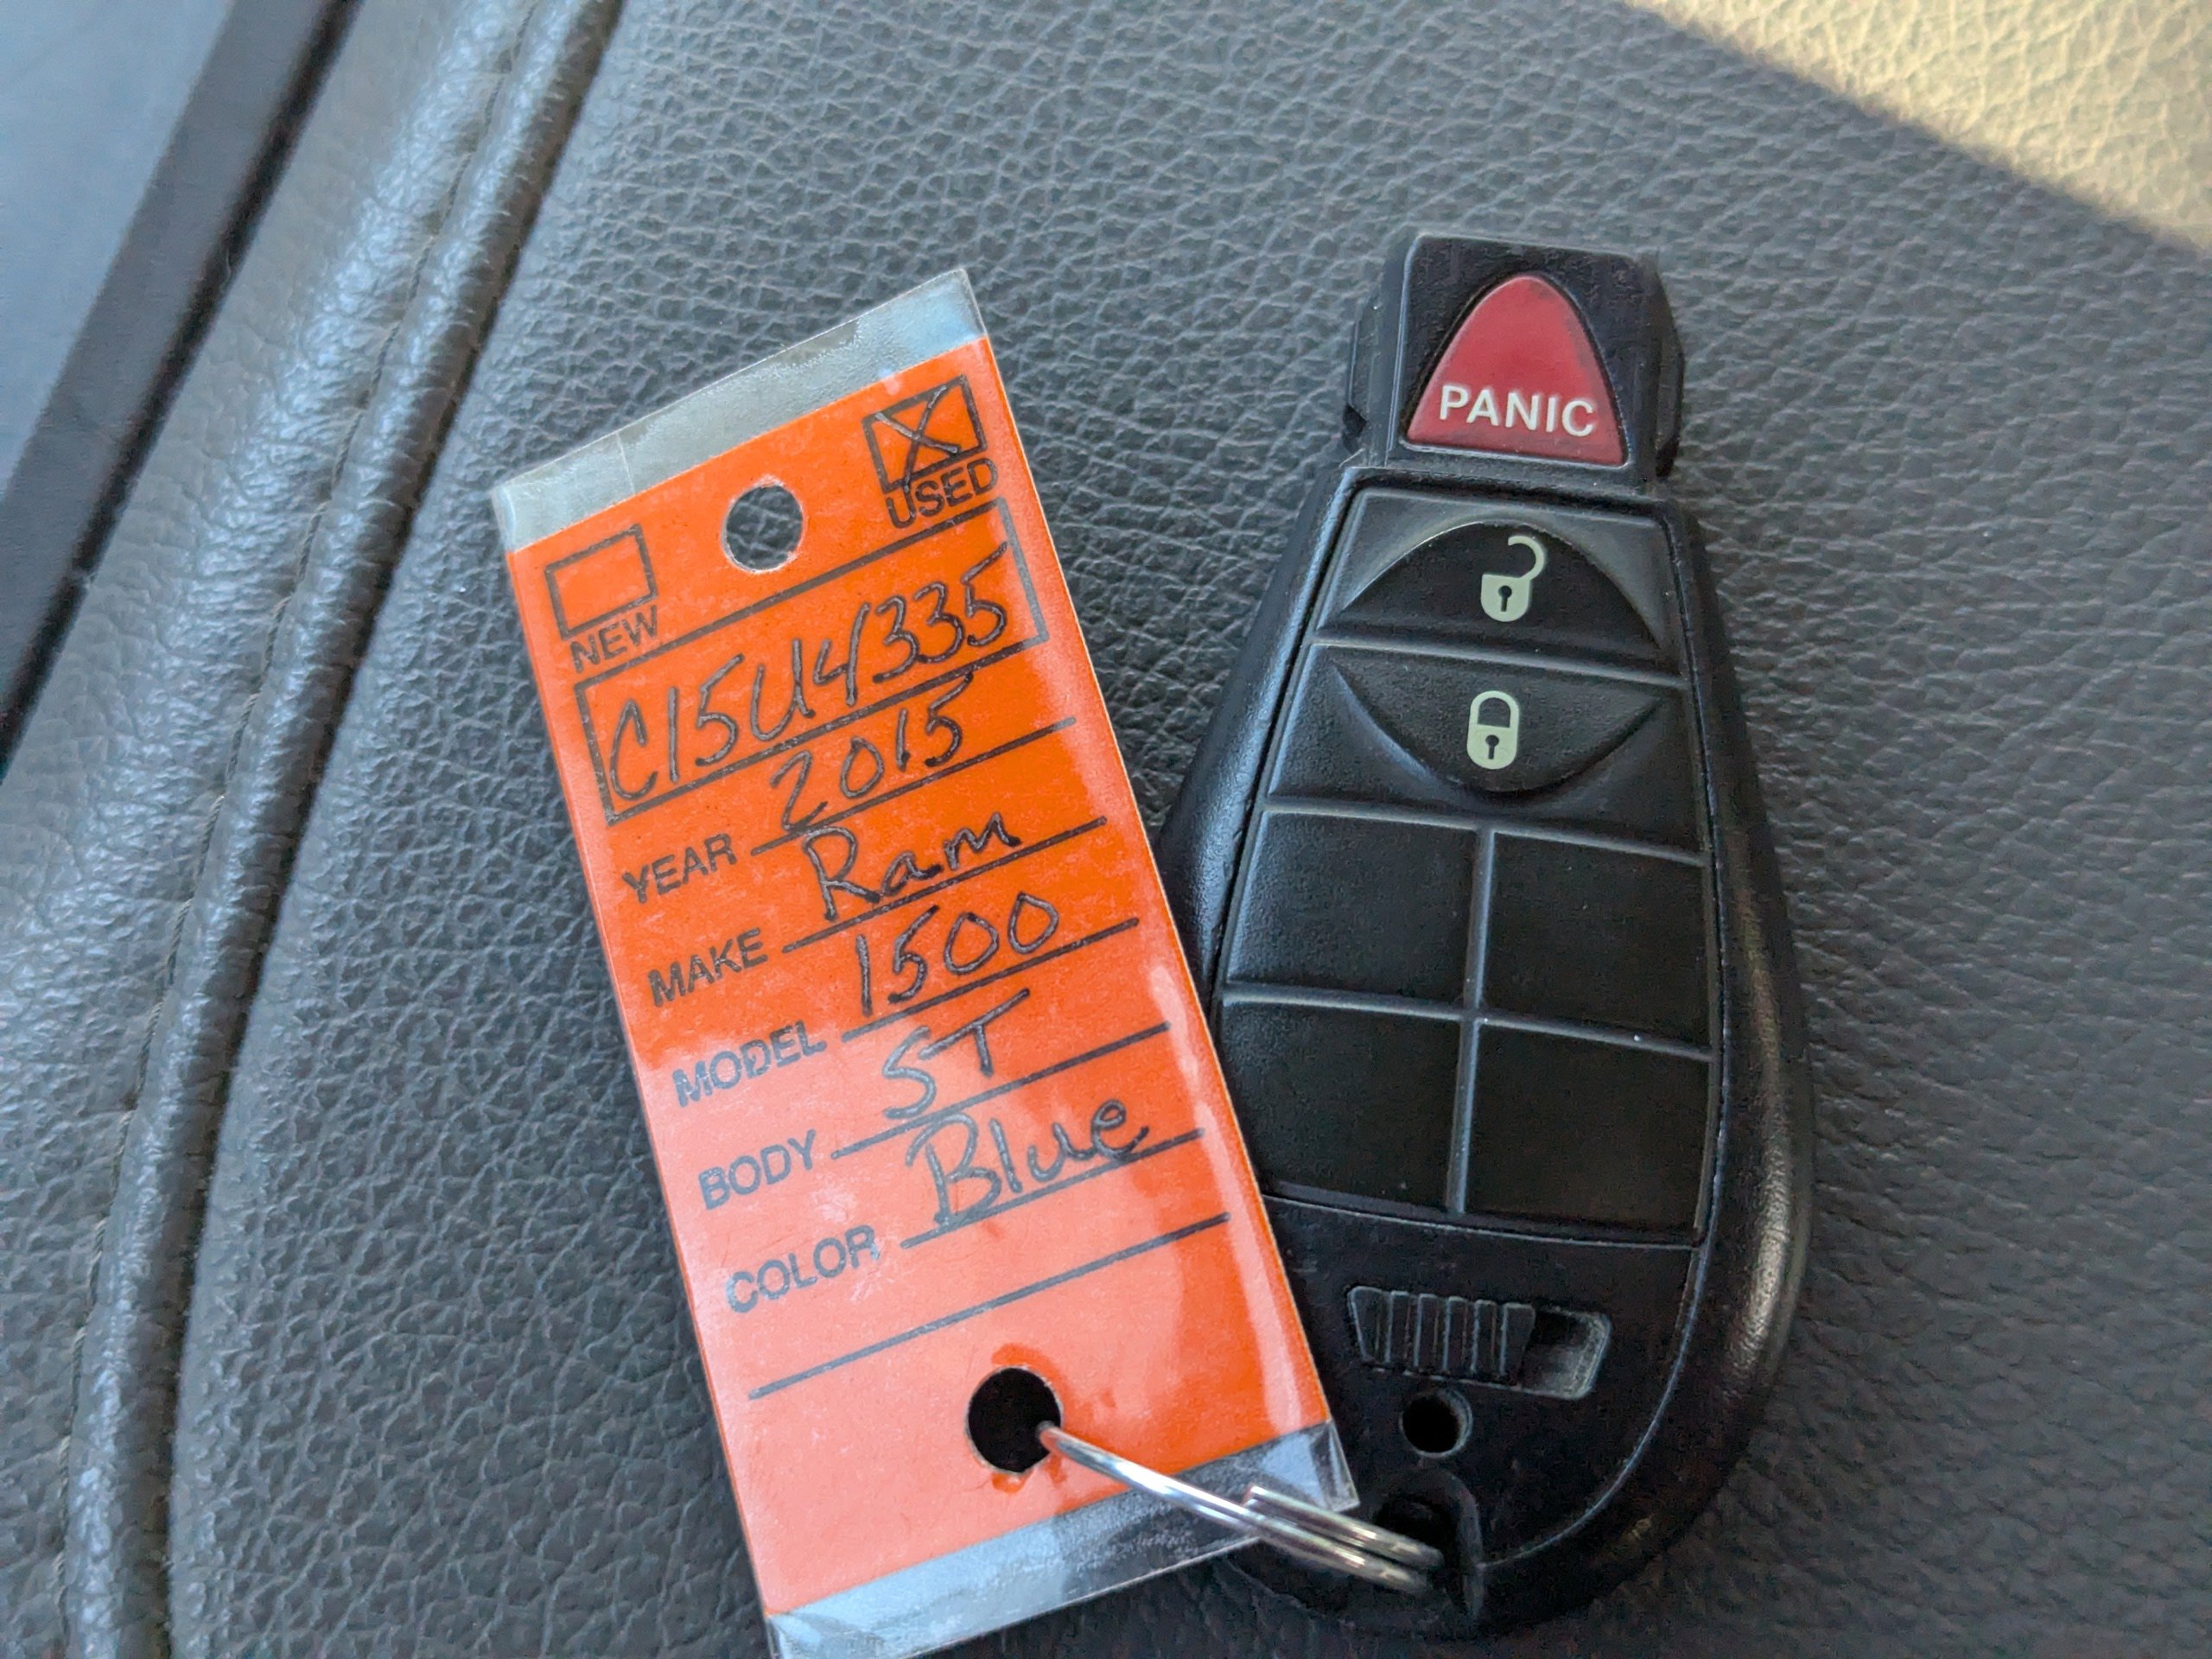 NEW
X USED
C15U4335
YEAR 2015
MAKE Ram
MODEL 1500
BODY ST
COLOR Blue
PANIC